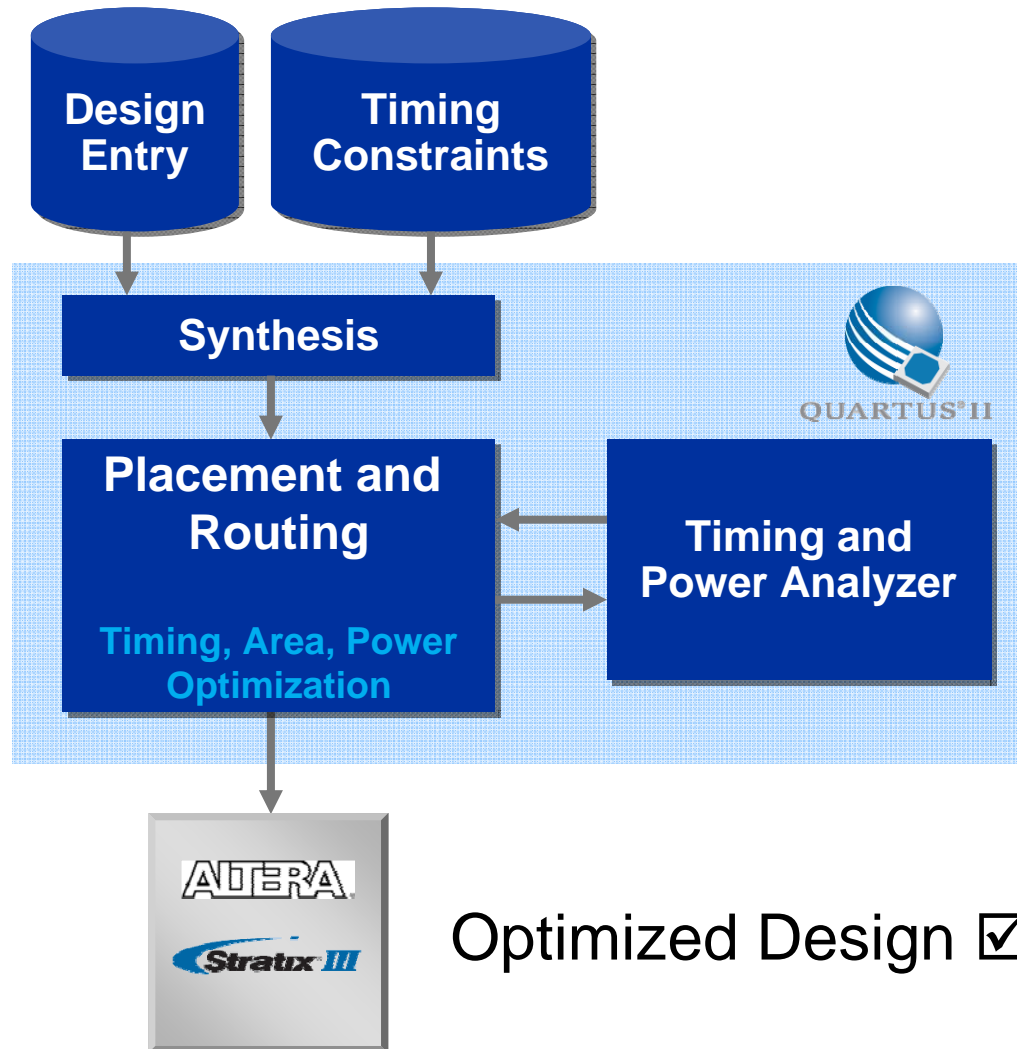 Design
Entry
Timing
Constraints
Synthesis
QUARTUS®II
Placement and
Routing
Timing, Area, Power
Optimization
Timing and
Power Analyzer
ALTERA
Stratix III
Optimized Design ☑